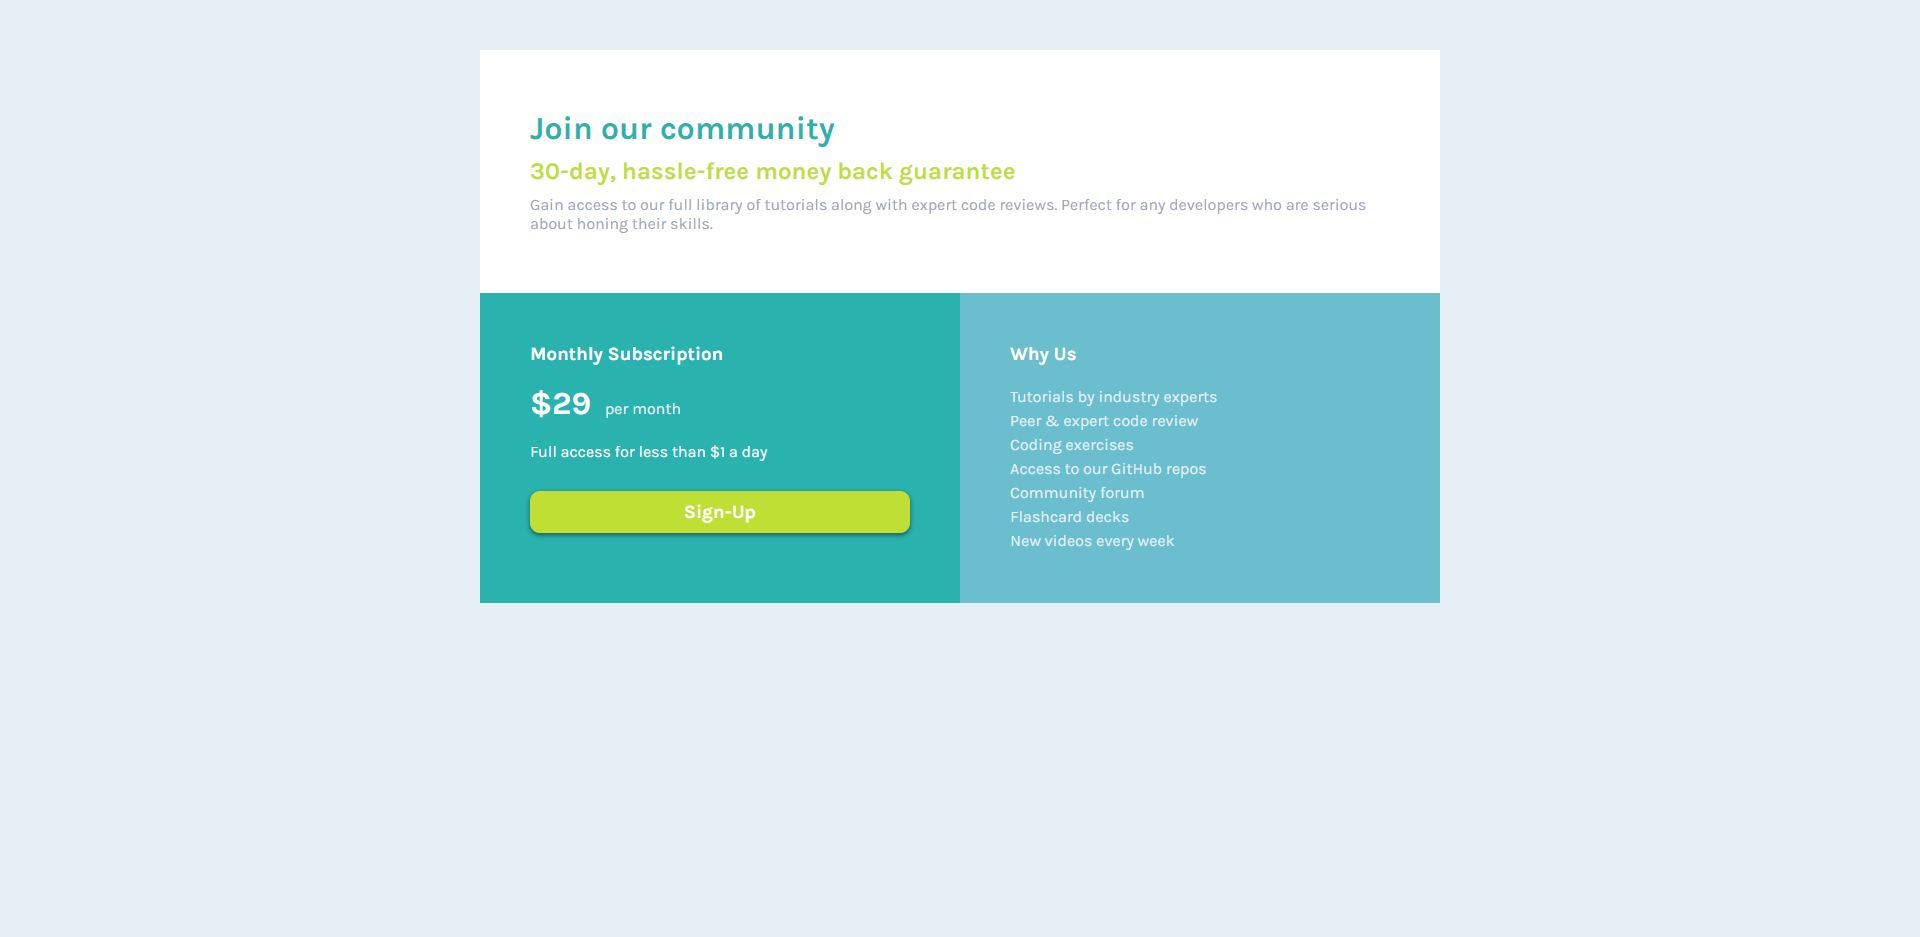 Join our community
30-day, hassle-free money back guarantee
Gain access to our full library of tutorials along with expert code reviews. Perfect for any developers who are serious
about honing their skills.
Monthly Subscription
$29 per month
Full access for less than $1 a day
Sign-Up
Why Us
Tutorials by industry experts
Peer & expert code review
Coding exercises
Access to our GitHub repos
Community forum
Flashcard decks
New videos every week